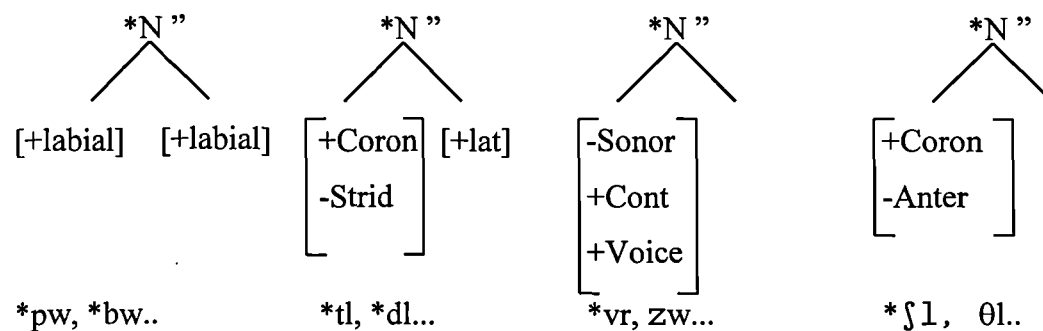 *N ” *N ” *N ” *N ”
[+labial] [+labial] +Coron [+lat] -Sonor +Coron
-Strid +Cont -Anter
+Voice
*pw, *bw.. *tl, *dl... *vr, zw... *ʃl, θl..